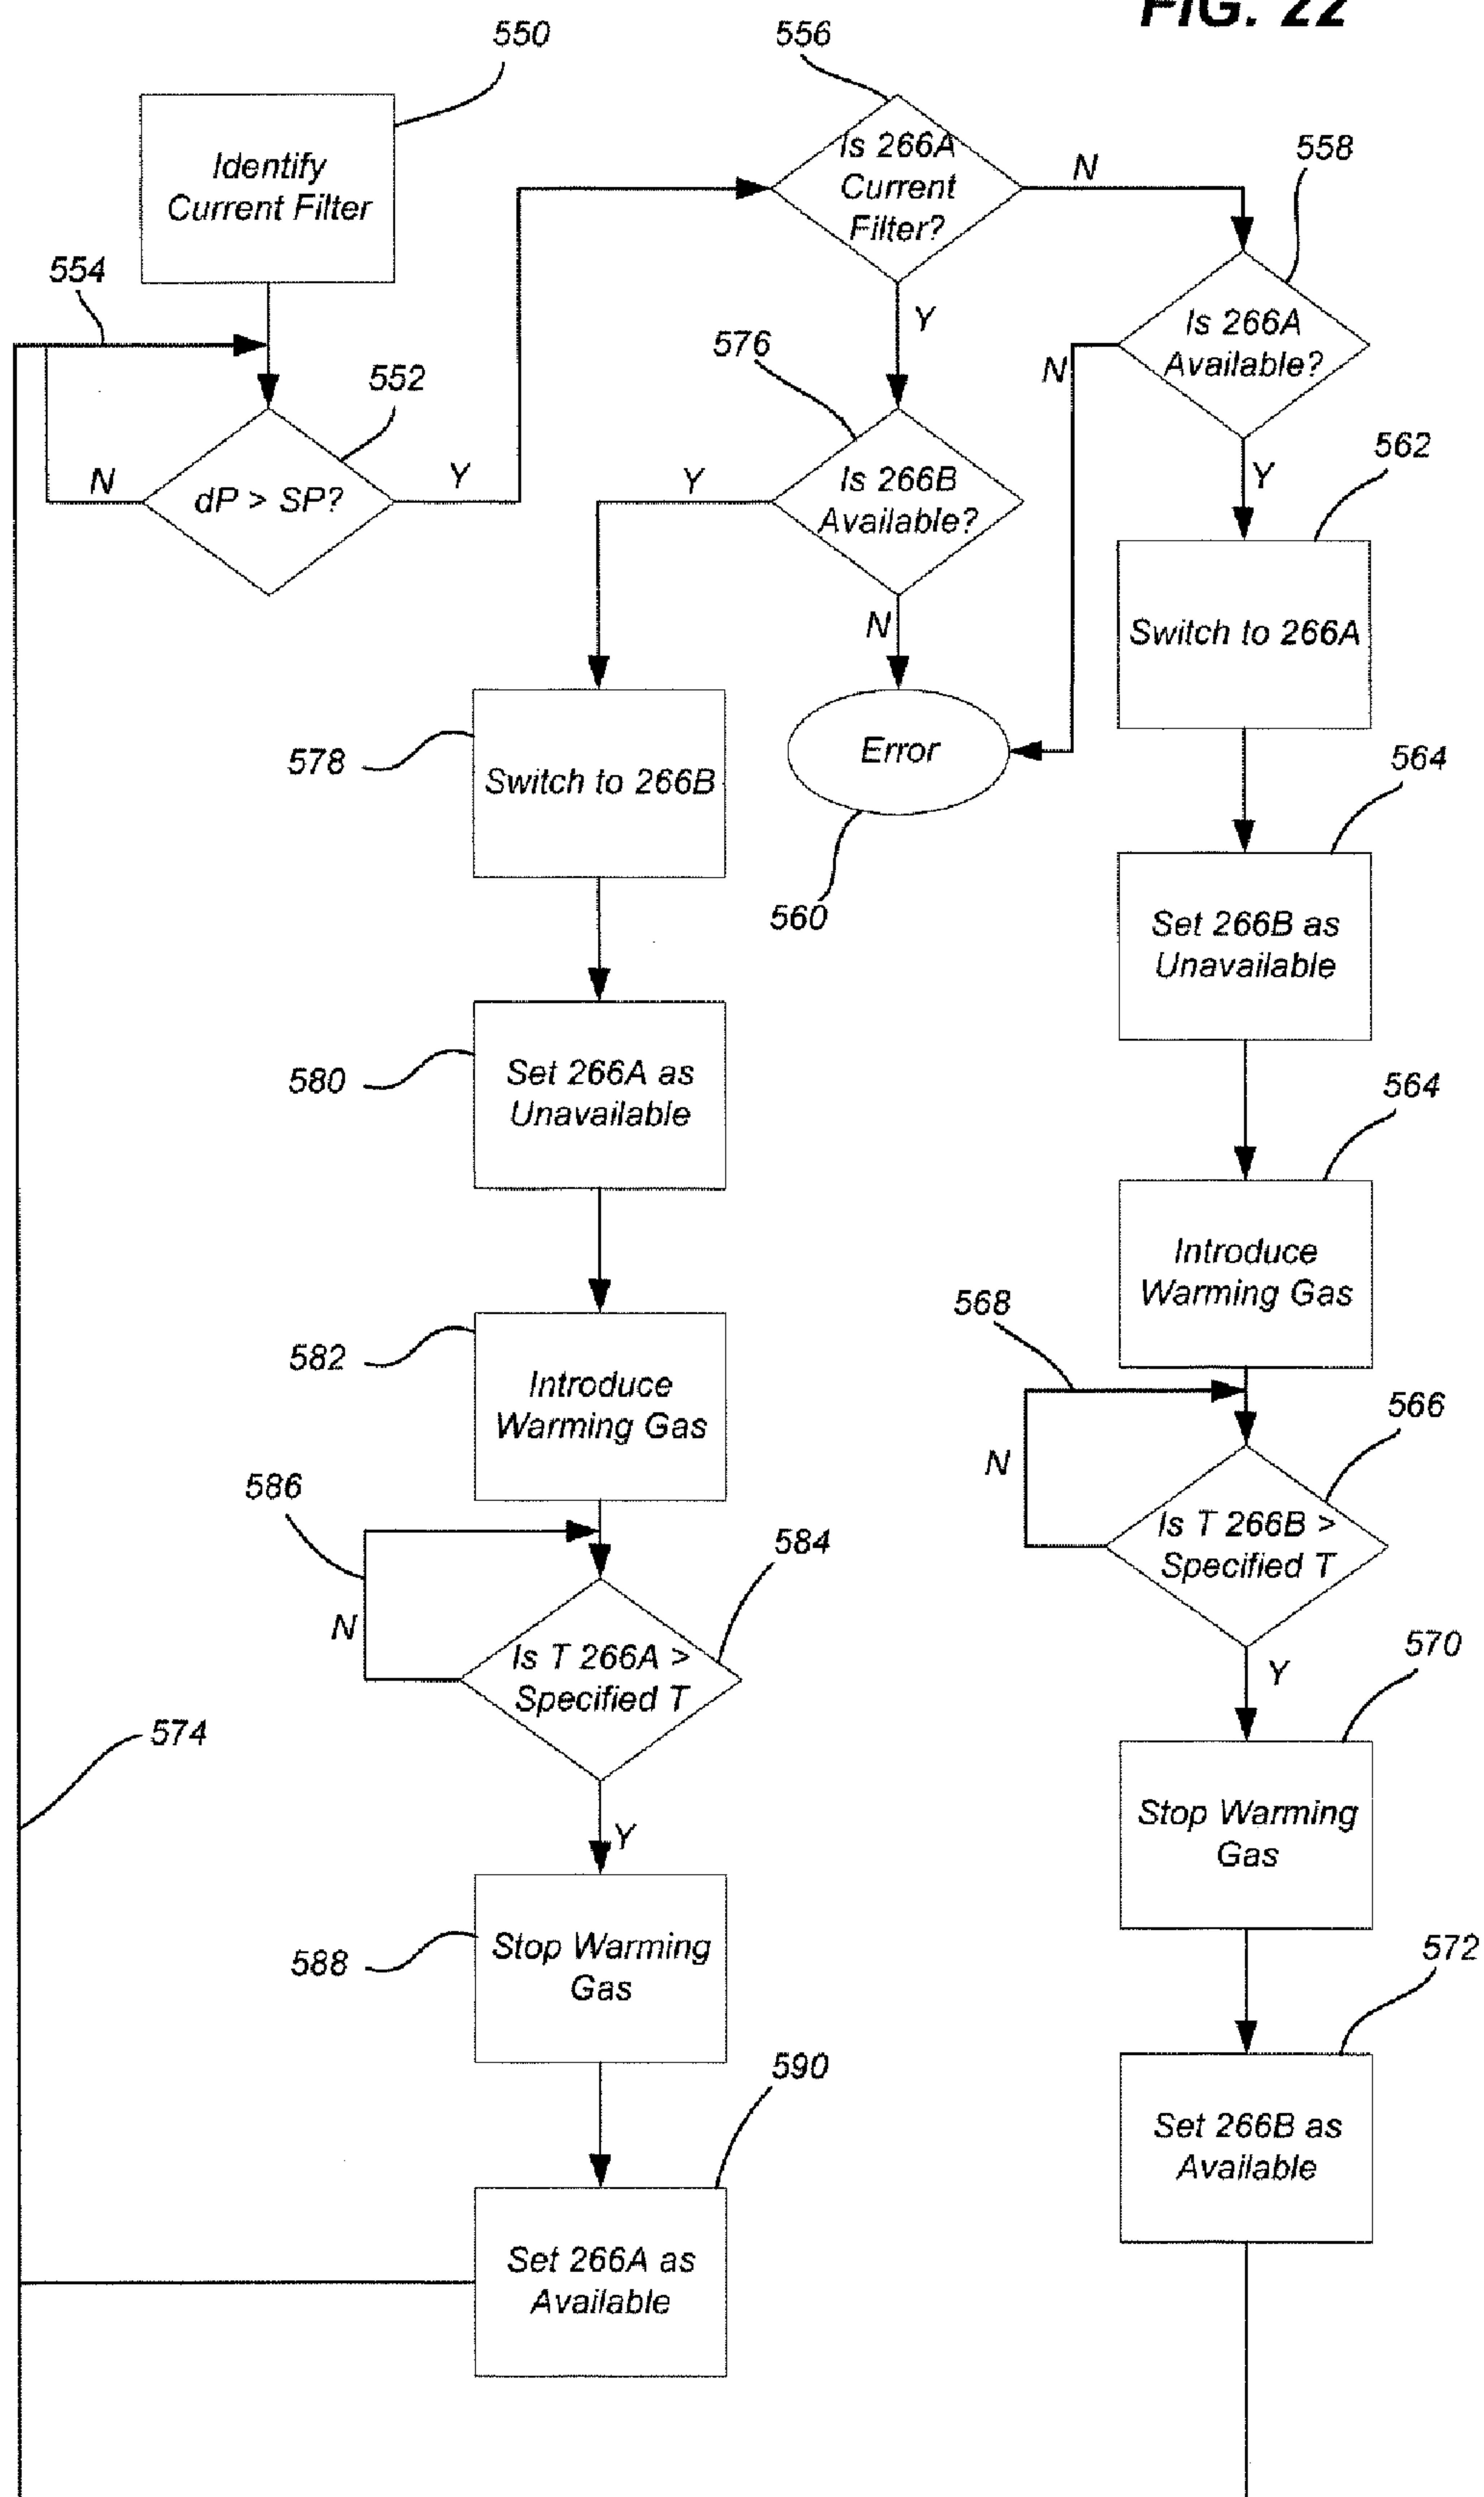 FIG. 22
550
556
Identify
Current Filter
Is 266A
Current
Filter?
N
558
554
552
Y
576
Is 266A
Available?
N
562
N
dP > SP?
Y
Y
Is 266B
Available?
Y
N
Switch to 266A
578
Switch to 266B
Error
564
560
Set 266B as
Unavailable
580
Set 266A as
Unavailable
564
Introduce
Warming Gas
568
582
Introduce
Warming Gas
566
N
586
584
Is T 266B >
Specified T
N
Is T 266A >
Specified T
570
Y
574
Stop Warming
Gas
Y
588
Stop Warming
Gas
572
590
Set 266B as
Available
Set 266A as
Available